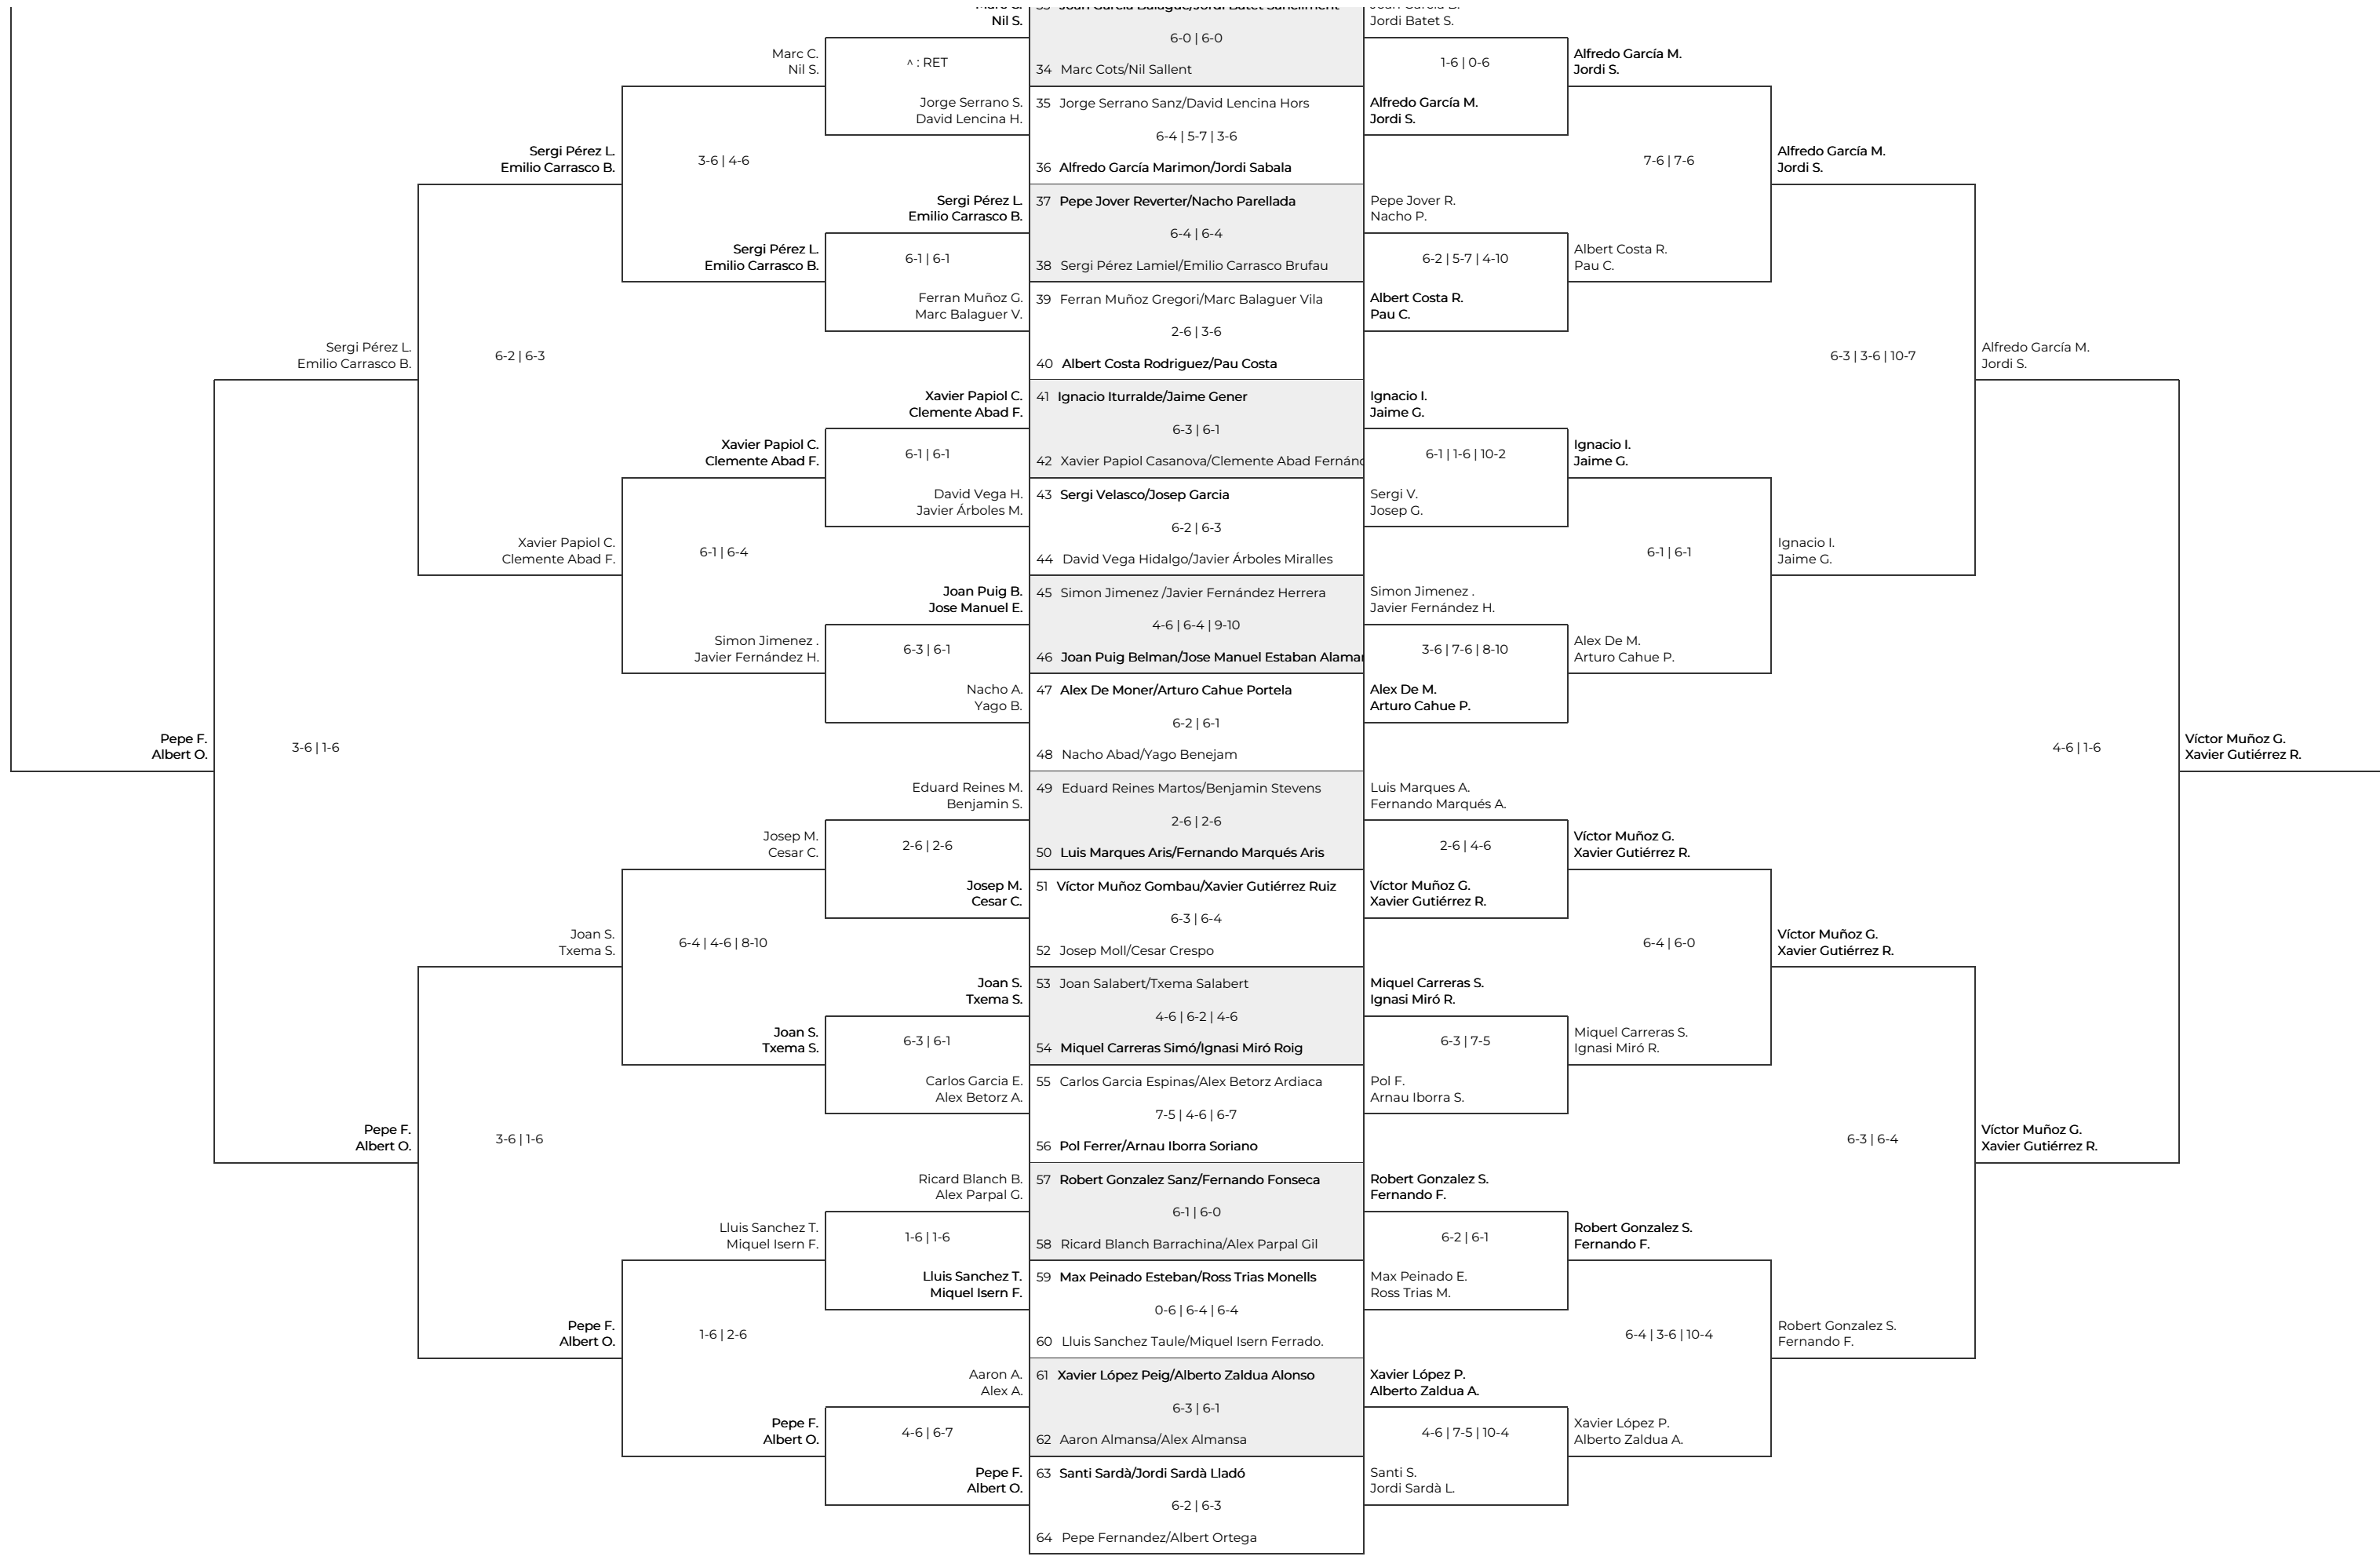 Nil S.
Jordi Batet S.
6-0 | 6-0
Marc C.
Nil S.
^ : RET
34 Marc Cots/Nil Sallent
1-6 | 0-6
Alfredo García M.
Jordi S.
Jorge Serrano S.
David Lencina H.
35 Jorge Serrano Sanz/David Lencina Hors
Alfredo García M.
Jordi S.
6-4 | 5-7 | 3-6
Sergi Pérez L.
Emilio Carrasco B.
3-6 | 4-6
36 Alfredo García Marimon/Jordi Sabala
7-6 | 7-6
Alfredo García M.
Jordi S.
Sergi Pérez L.
Emilio Carrasco B.
37 Pepe Jover Reverter/Nacho Parellada
Pepe Jover R.
Nacho P.
6-4 | 6-4
Sergi Pérez L.
Emilio Carrasco B.
6-1 | 6-1
38 Sergi Pérez Lamiel/Emilio Carrasco Brufau
6-2 | 5-7 | 4-10
Albert Costa R.
Pau C.
Ferran Muñoz G.
Marc Balaguer V.
39 Ferran Muñoz Gregori/Marc Balaguer Vila
Albert Costa R.
Pau C.
2-6 | 3-6
Sergi Pérez L.
Emilio Carrasco B.
6-2 | 6-3
40 Albert Costa Rodriguez/Pau Costa
6-3 | 3-6 | 10-7
Alfredo García M.
Jordi S.
Xavier Papiol C.
Clemente Abad F.
41 Ignacio Iturralde/Jaime Gener
Ignacio I.
Jaime G.
6-3 | 6-1
Xavier Papiol C.
Clemente Abad F.
6-1 | 6-1
42 Xavier Papiol Casanova/Clemente Abad Fernánd
6-1 | 1-6 | 10-2
Ignacio I.
Jaime G.
David Vega H.
Javier Árboles M.
43 Sergi Velasco/Josep Garcia
Sergi V.
Josep G.
6-2 | 6-3
Xavier Papiol C.
Clemente Abad F.
6-1 | 6-4
44 David Vega Hidalgo/Javier Árboles Miralles
6-1 | 6-1
Ignacio I.
Jaime G.
Joan Puig B.
Jose Manuel E.
45 Simon Jimenez /Javier Fernández Herrera
Simon Jimenez .
Javier Fernández H.
4-6 | 6-4 | 9-10
Simon Jimenez .
Javier Fernández H.
6-3 | 6-1
46 Joan Puig Belman/Jose Manuel Estaban Alamar
3-6 | 7-6 | 8-10
Alex De M.
Arturo Cahue P.
Nacho A.
Yago B.
47 Alex De Moner/Arturo Cahue Portela
Alex De M.
Arturo Cahue P.
6-2 | 6-1
Pepe F.
Albert O.
3-6 | 1-6
48 Nacho Abad/Yago Benejam
4-6 | 1-6
Víctor Muñoz G.
Xavier Gutiérrez R.
Eduard Reines M.
Benjamin S.
49 Eduard Reines Martos/Benjamin Stevens
Luis Marques A.
Fernando Marqués A.
2-6 | 2-6
Josep M.
Cesar C.
2-6 | 2-6
50 Luis Marques Aris/Fernando Marqués Aris
2-6 | 4-6
Víctor Muñoz G.
Xavier Gutiérrez R.
Josep M.
Cesar C.
51 Víctor Muñoz Gombau/Xavier Gutiérrez Ruiz
Víctor Muñoz G.
Xavier Gutiérrez R.
6-3 | 6-4
Joan S.
Txema S.
6-4 | 4-6 | 8-10
52 Josep Moll/Cesar Crespo
6-4 | 6-0
Víctor Muñoz G.
Xavier Gutiérrez R.
Joan S.
Txema S.
53 Joan Salabert/Txema Salabert
Miquel Carreras S.
Ignasi Miró R.
4-6 | 6-2 | 4-6
Joan S.
Txema S.
6-3 | 6-1
54 Miquel Carreras Simó/Ignasi Miró Roig
6-3 | 7-5
Miquel Carreras S.
Ignasi Miró R.
Carlos Garcia E.
Alex Betorz A.
55 Carlos Garcia Espinas/Alex Betorz Ardiaca
Pol F.
Arnau Iborra S.
7-5 | 4-6 | 6-7
Pepe F.
Albert O.
3-6 | 1-6
56 Pol Ferrer/Arnau Iborra Soriano
6-3 | 6-4
Víctor Muñoz G.
Xavier Gutiérrez R.
Ricard Blanch B.
Alex Parpal G.
57 Robert Gonzalez Sanz/Fernando Fonseca
Robert Gonzalez S.
Fernando F.
6-1 | 6-0
Lluis Sanchez T.
Miquel Isern F.
1-6 | 1-6
58 Ricard Blanch Barrachina/Alex Parpal Gil
6-2 | 6-1
Robert Gonzalez S.
Fernando F.
Lluis Sanchez T.
Miquel Isern F.
59 Max Peinado Esteban/Ross Trias Monells
Max Peinado E.
Ross Trias M.
0-6 | 6-4 | 6-4
Pepe F.
Albert O.
1-6 | 2-6
60 Lluis Sanchez Taule/Miquel Isern Ferrado.
6-4 | 3-6 | 10-4
Robert Gonzalez S.
Fernando F.
Aaron A.
Alex A.
61 Xavier López Peig/Alberto Zaldua Alonso
Xavier López P.
Alberto Zaldua A.
6-3 | 6-1
Pepe F.
Albert O.
4-6 | 6-7
62 Aaron Almansa/Alex Almansa
4-6 | 7-5 | 10-4
Xavier López P.
Alberto Zaldua A.
Pepe F.
Albert O.
63 Santi Sardà/Jordi Sardà Lladó
Santi S.
Jordi Sardà L.
6-2 | 6-3
64 Pepe Fernandez/Albert Ortega